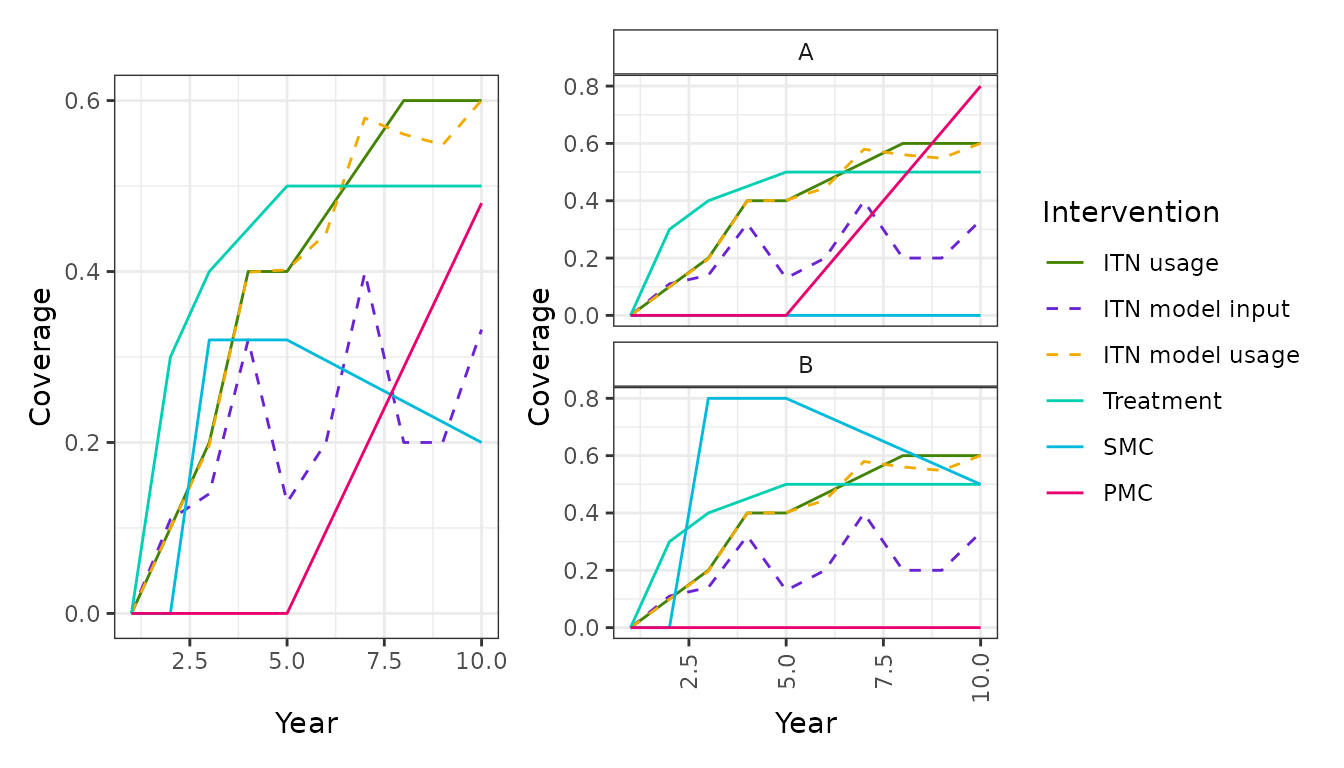 Coverage
0.6
0.4
0.2
0.0
2.5 5.0 7.5 10.0
Year
Coverage
A
0.8
0.6
0.4
0.2
0.0
B
0.8
0.6
0.4
0.2
0.0
2.5 5.0 7.5 10.0
Year
Intervention
ITN usage
ITN model input
ITN model usage
Treatment
SMC
PMC